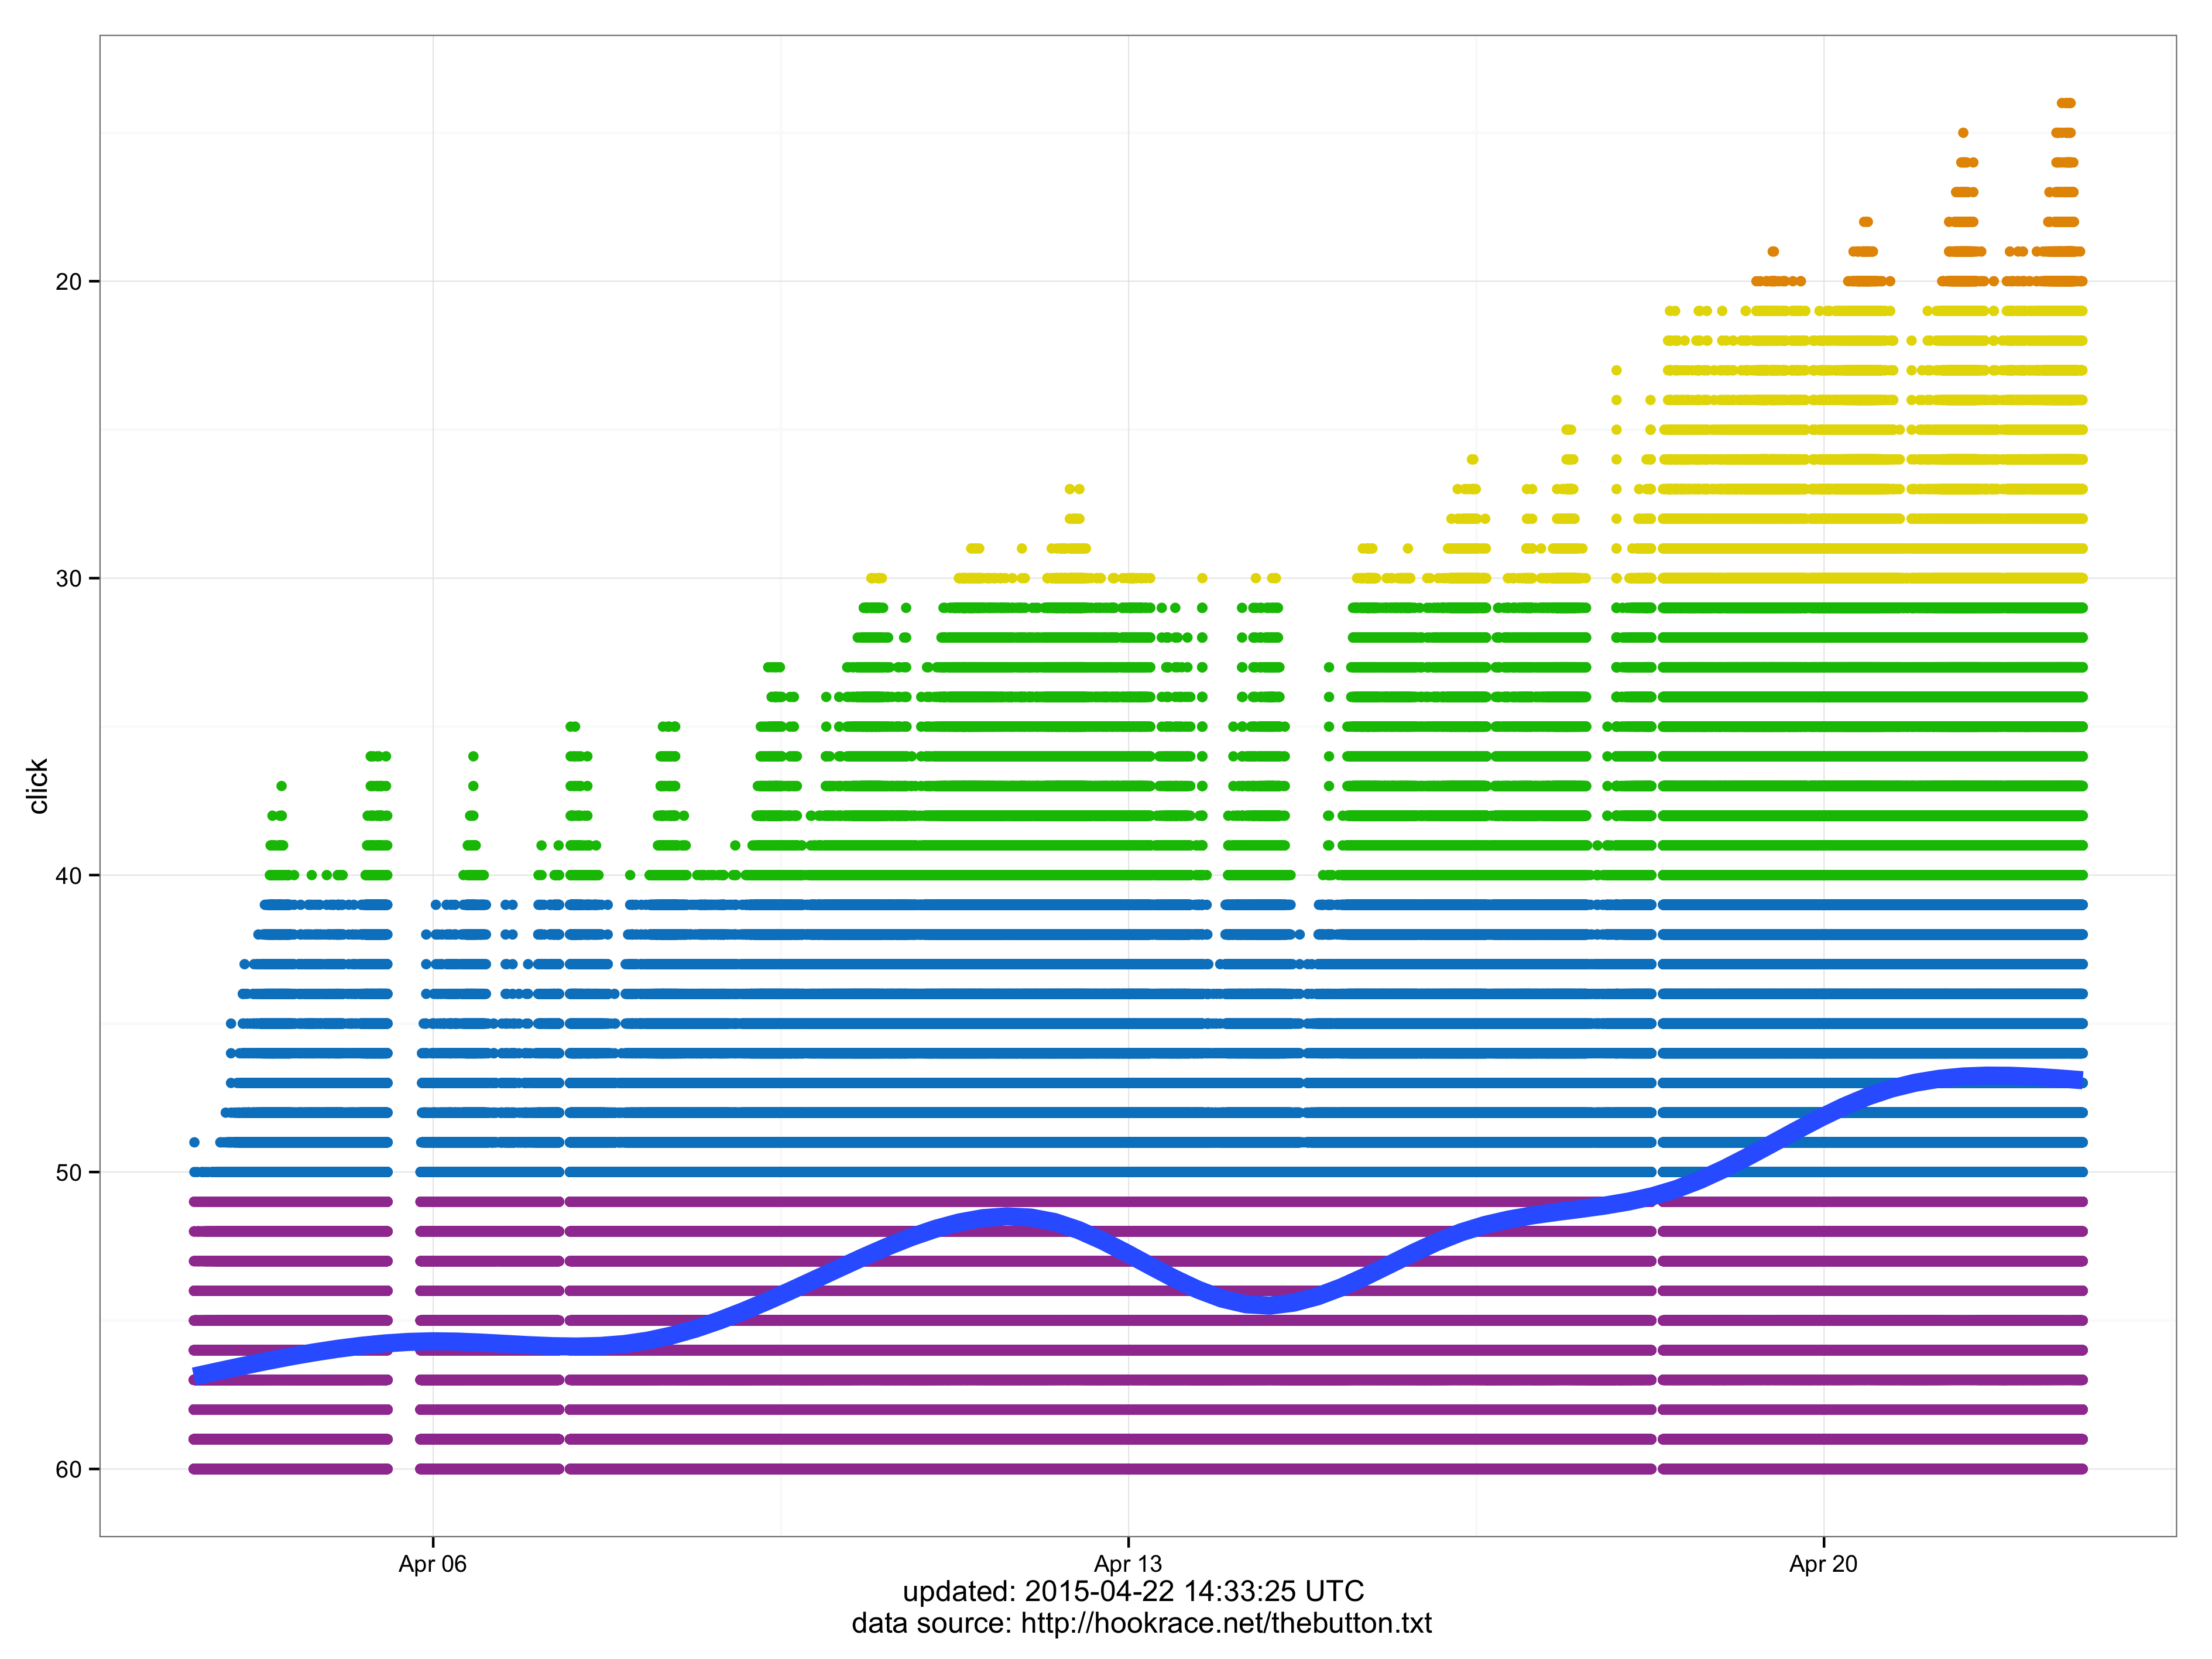 20
30
click
40
50
60
Apr 06 Apr 13 Apr 20
updated: 2015-04-22 14:33:25 UTC
data source: http://hookrace.net/thebutton.txt